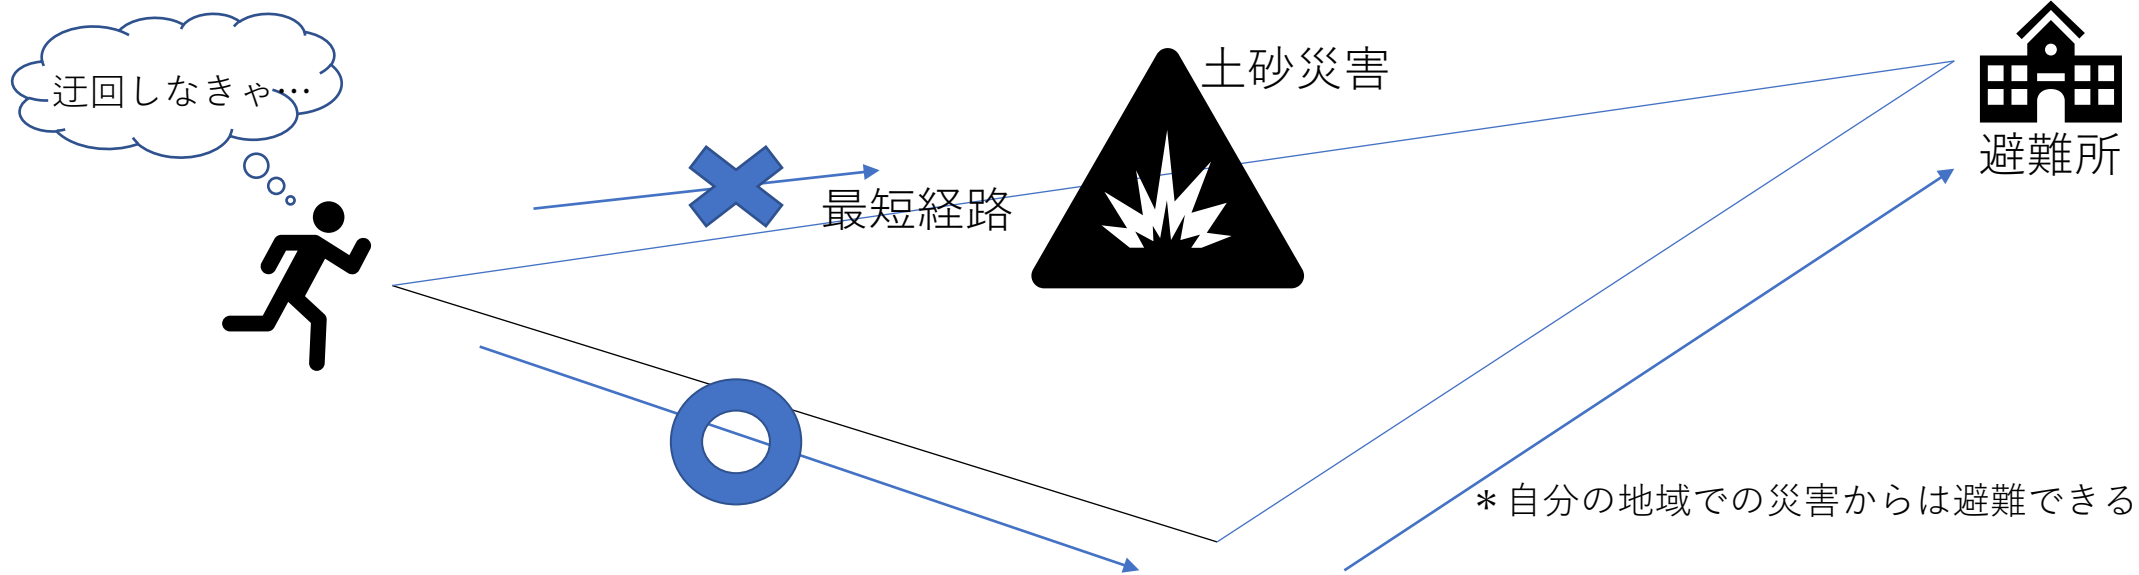 迂回しなきゃ…
土砂災害
最短経路
避難所
＊自分の地域での災害からは避難できる